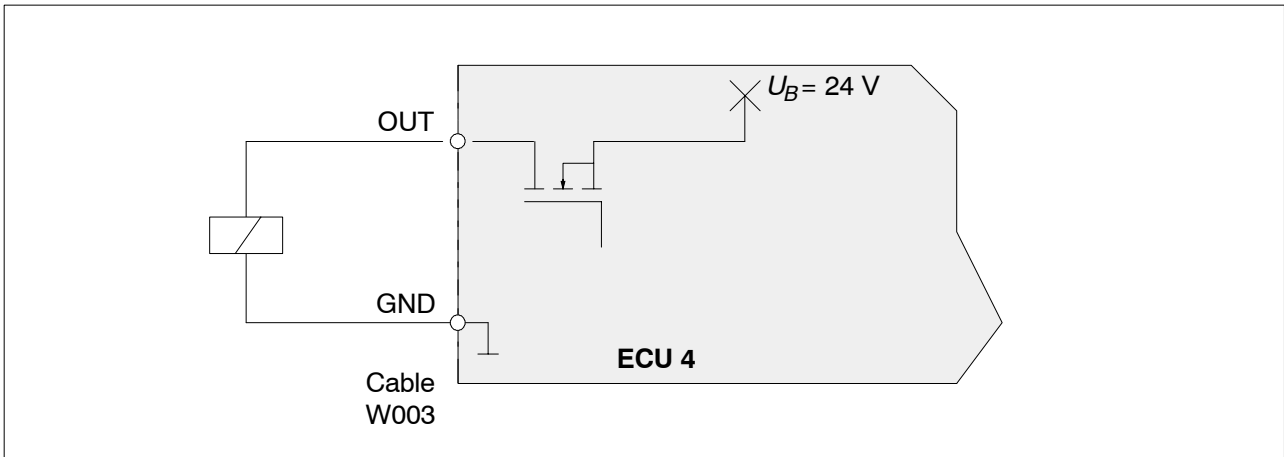 U_B = 24 V
OUT
GND
ECU 4
Cable
W003